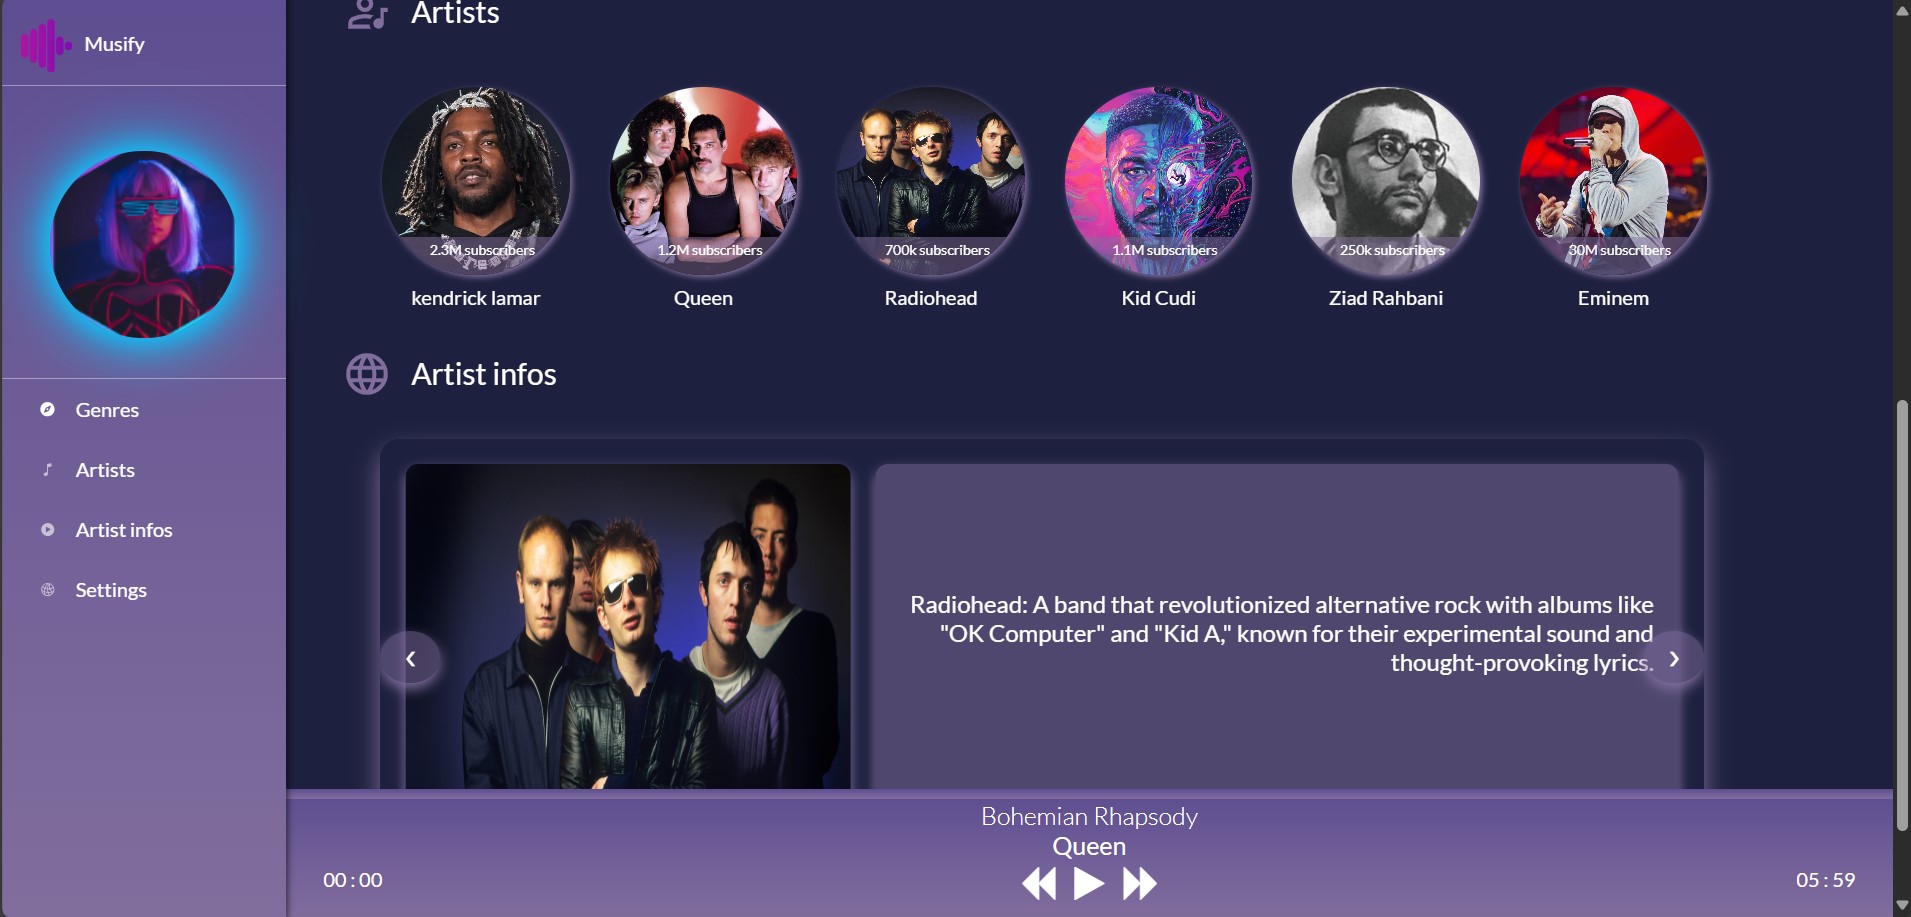 Musify
Genres
Artists
Artist infos
Settings
Artists
2.3M subscribers
1.2M subscribers
700k subscribers
1.1M subscribers
250k subscribers
30M subscribers
kendrick lamar
Queen
Radiohead
Kid Cudi
Ziad Rahbani
Eminem
Artist infos
Radiohead: A band that revolutionized alternative rock with albums like
"OK Computer" and "Kid A," known for their experimental sound and
thought-provoking lyrics.
❮
❯
Bohemian Rhapsody
Queen
00 : 00
05 : 59